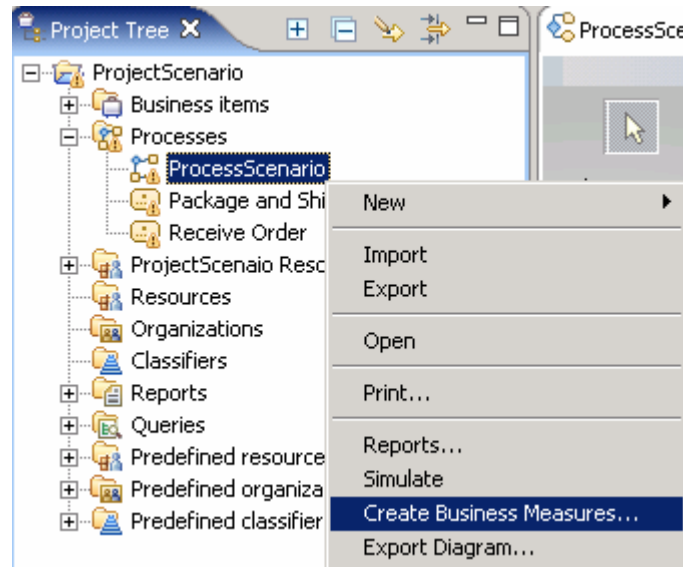 Project Tree
ProcessSce
ProjectScenario
Business items
Processes
ProcessScenario
Package and Shi
Receive Order
ProjectScenaio Resc
Resources
Organizations
Classifiers
Reports
Queries
Predefined resource
Predefined organiza
Predefined classifier
New
Import
Export
Open
Print...
Reports...
Simulate
Create Business Measures...
Export Diagram...